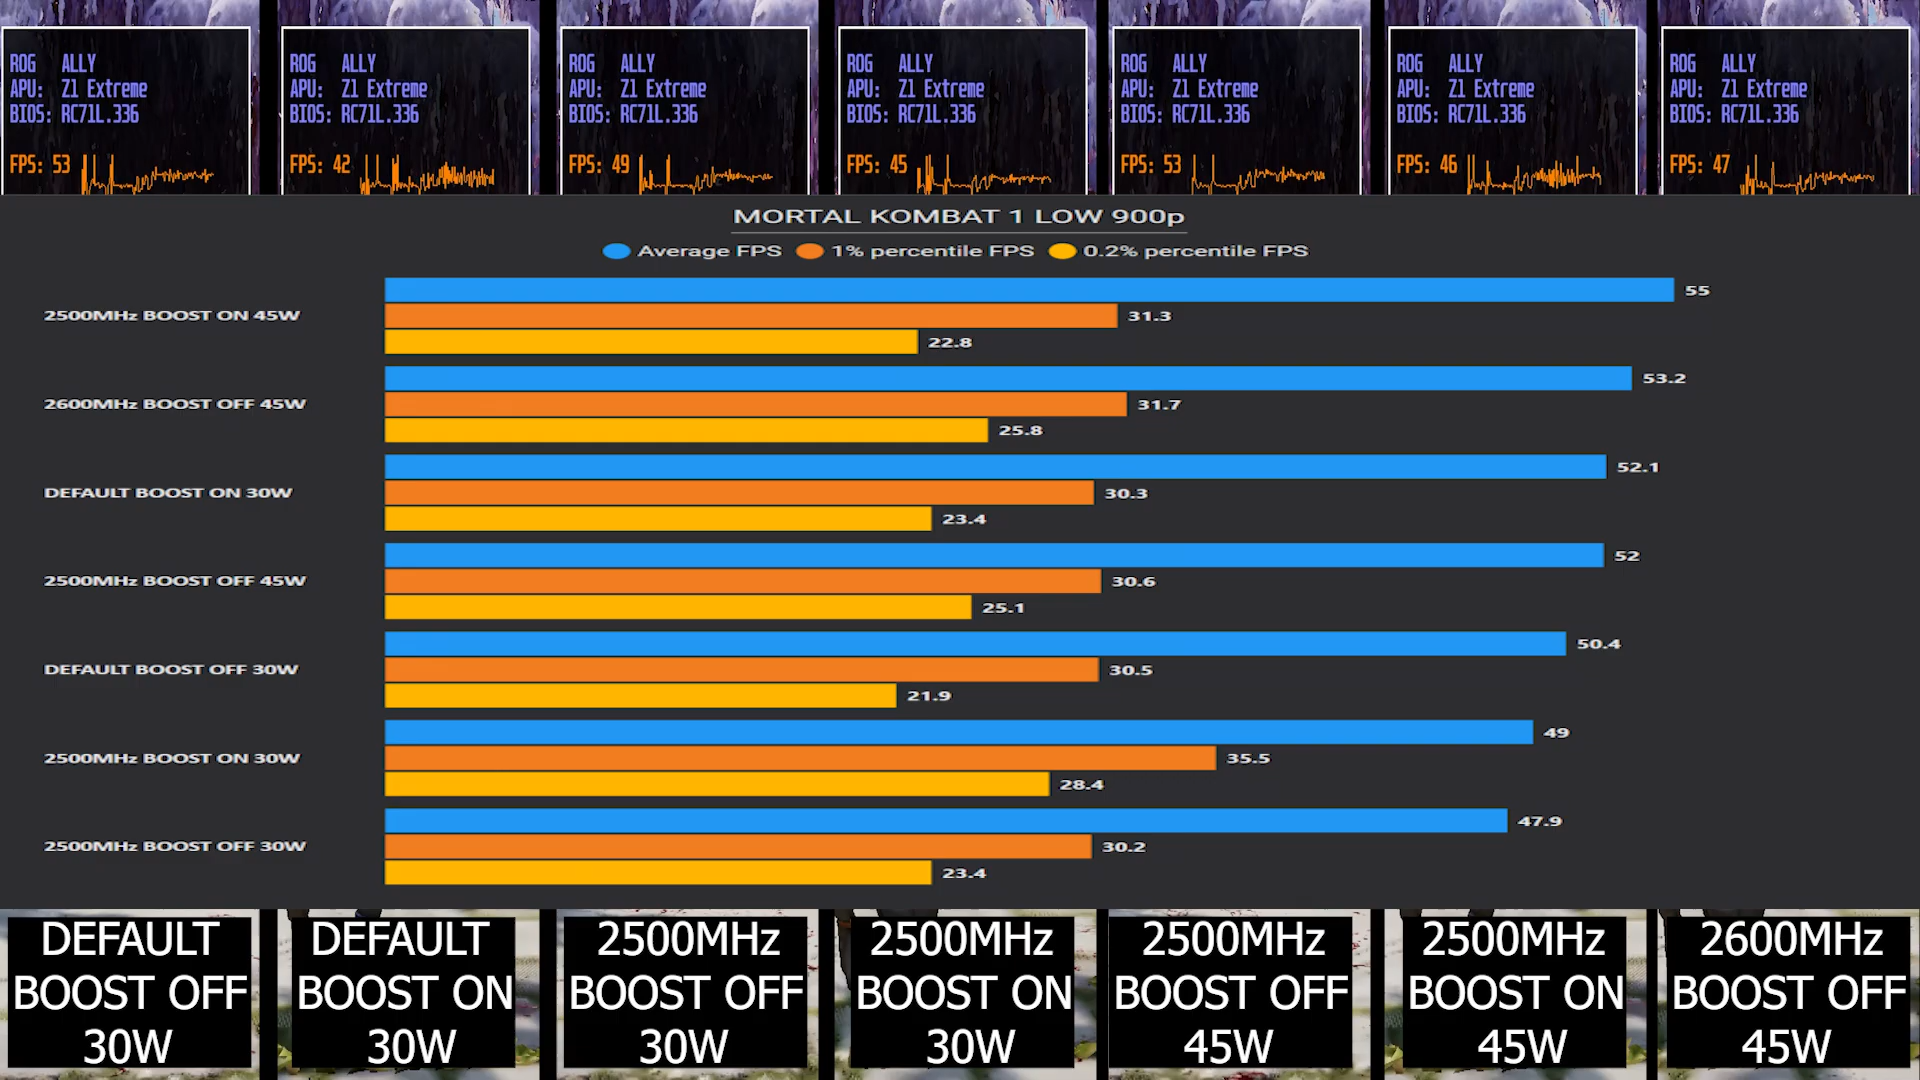 ROG ALLY
APU: Z1 Extreme
BIOS: RC71L.336
FPS: 53
ROG ALLY
APU: Z1 Extreme
BIOS: RC71L.336
FPS: 42
ROG ALLY
APU: Z1 Extreme
BIOS: RC71L.336
FPS: 49
ROG ALLY
APU: Z1 Extreme
BIOS: RC71L.336
FPS: 45
ROG ALLY
APU: Z1 Extreme
BIOS: RC71L.336
FPS: 53
ROG ALLY
APU: Z1 Extreme
BIOS: RC71L.336
FPS: 46
ROG ALLY
APU: Z1 Extreme
BIOS: RC71L.336
FPS: 47
MORTAL KOMBAT 1 LOW 900p
Average FPS 1% percentile FPS 0.2% percentile FPS
2500MHz BOOST ON 45W
55
31.3
22.8
2600MHz BOOST OFF 45W
53.2
31.7
25.8
DEFAULT BOOST ON 30W
52.1
30.3
23.4
2500MHz BOOST OFF 45W
52
30.6
25.1
DEFAULT BOOST OFF 30W
50.4
30.5
21.9
2500MHz BOOST ON 30W
49
35.5
28.4
2500MHz BOOST OFF 30W
47.9
30.2
23.4
DEFAULT
BOOST OFF
30W
DEFAULT
BOOST ON
30W
2500MHz
BOOST OFF
30W
2500MHz
BOOST ON
30W
2500MHz
BOOST OFF
45W
2500MHz
BOOST ON
45W
2600MHz
BOOST OFF
45W